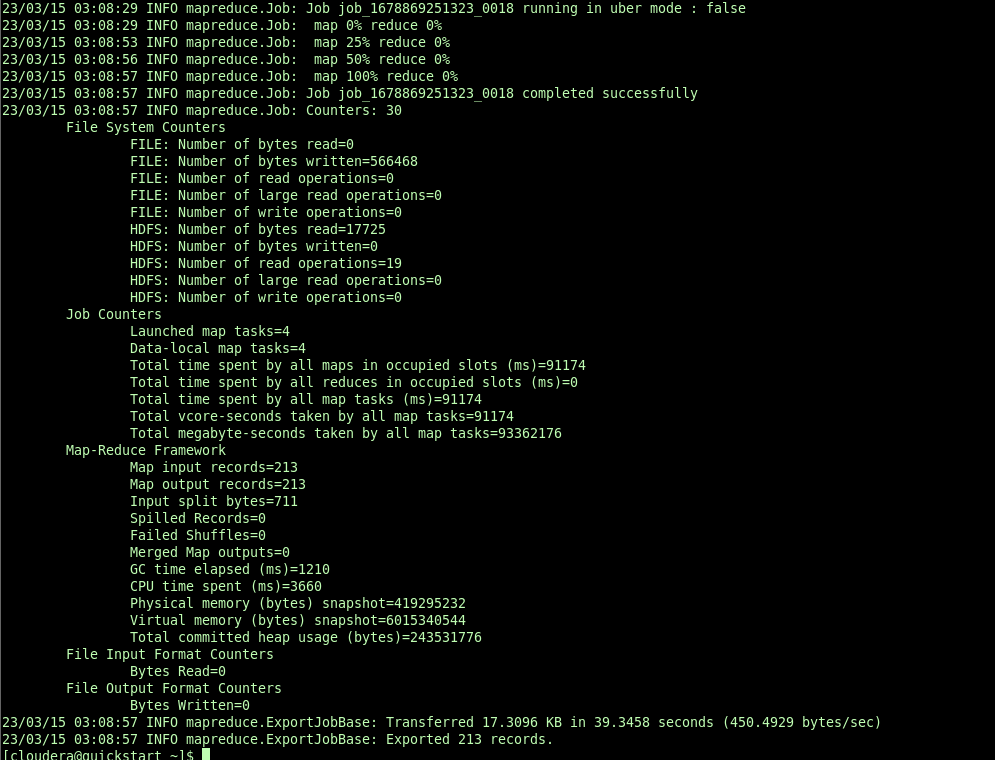 23/03/15 03:08:29 INFO mapreduce.Job: Job job_1678869251323_0018 running in uber mode : false
23/03/15 03:08:29 INFO mapreduce.Job:  map 0% reduce 0%
23/03/15 03:08:53 INFO mapreduce.Job:  map 25% reduce 0%
23/03/15 03:08:56 INFO mapreduce.Job:  map 50% reduce 0%
23/03/15 03:08:57 INFO mapreduce.Job:  map 100% reduce 0%
23/03/15 03:08:57 INFO mapreduce.Job: Job job_1678869251323_0018 completed successfully
23/03/15 03:08:57 INFO mapreduce.Job: Counters: 30
File System Counters
FILE: Number of bytes read=0
FILE: Number of bytes written=566468
FILE: Number of read operations=0
FILE: Number of large read operations=0
FILE: Number of write operations=0
HDFS: Number of bytes read=17725
HDFS: Number of bytes written=0
HDFS: Number of read operations=19
HDFS: Number of large read operations=0
HDFS: Number of write operations=0
Job Counters
Launched map tasks=4
Data-local map tasks=4
Total time spent by all maps in occupied slots (ms)=91174
Total time spent by all reduces in occupied slots (ms)=0
Total time spent by all map tasks (ms)=91174
Total vcore-seconds taken by all map tasks=91174
Total megabyte-seconds taken by all map tasks=93362176
Map-Reduce Framework
Map input records=213
Map output records=213
Input split bytes=711
Spilled Records=0
Failed Shuffles=0
Merged Map outputs=0
GC time elapsed (ms)=1210
CPU time spent (ms)=3660
Physical memory (bytes) snapshot=419295232
Virtual memory (bytes) snapshot=6015340544
Total committed heap usage (bytes)=243531776
File Input Format Counters
Bytes Read=0
File Output Format Counters
Bytes Written=0
23/03/15 03:08:57 INFO mapreduce.ExportJobBase: Transferred 17.3096 KB in 39.3458 seconds (450.4929 bytes/sec)
23/03/15 03:08:57 INFO mapreduce.ExportJobBase: Exported 213 records.
[cloudera@quickstart ~]$